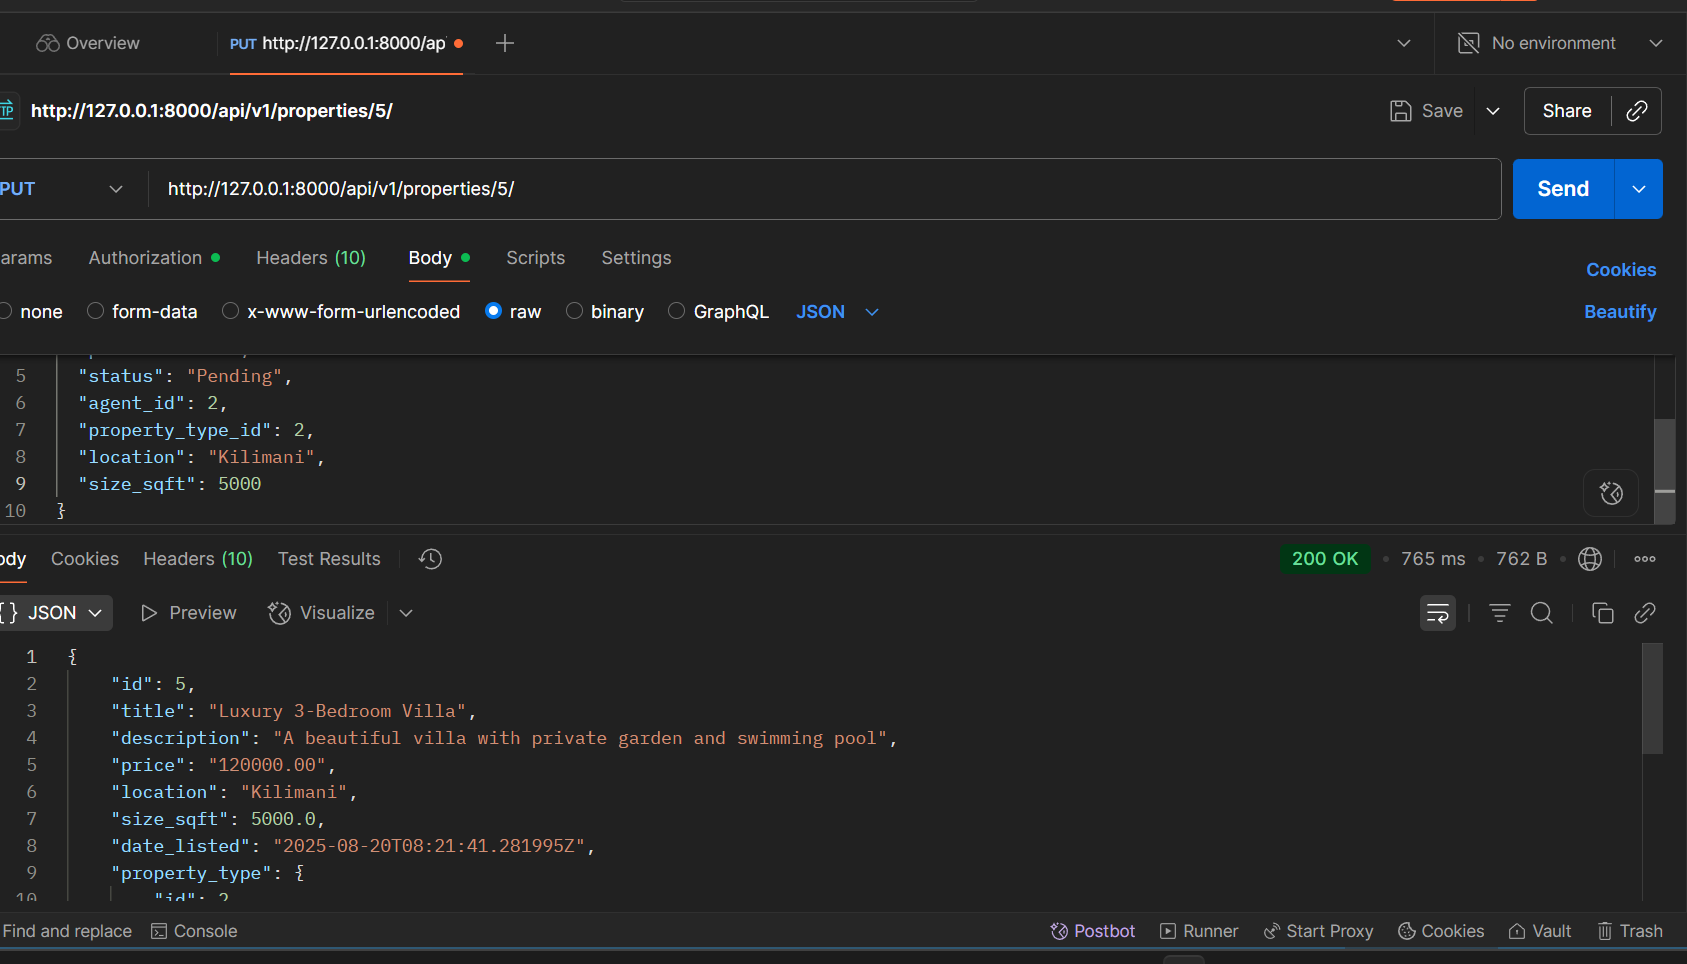 Overview PUT http://127.0.0.1:8000/ap No environment
http://127.0.0.1:8000/api/v1/properties/5/ Save Share
PUT http://127.0.0.1:8000/api/v1/properties/5/ Send
arams Authorization Headers (10) Body Scripts Settings Cookies
none form-data x-www-form-urlencoded raw binary GraphQL JSON Beautify
5 "status": "Pending",
6 "agent_id": 2,
7 "property_type_id": 2,
8 "location": "Kilimani",
9 "size_sqft": 5000
10 }
ody Cookies Headers (10) Test Results 200 OK • 765 ms • 762 B •
{} JSON Preview Visualize
1 {
2 "id": 5,
3 "title": "Luxury 3-Bedroom Villa",
4 "description": "A beautiful villa with private garden and swimming pool",
5 "price": "120000.00",
6 "location": "Kilimani",
7 "size_sqft": 5000.0,
8 "date_listed": "2025-08-20T08:21:41.281995Z",
9 "property_type": {
10 "id": 2
Find and replace Console Postbot Runner Start Proxy Cookies Vault Trash